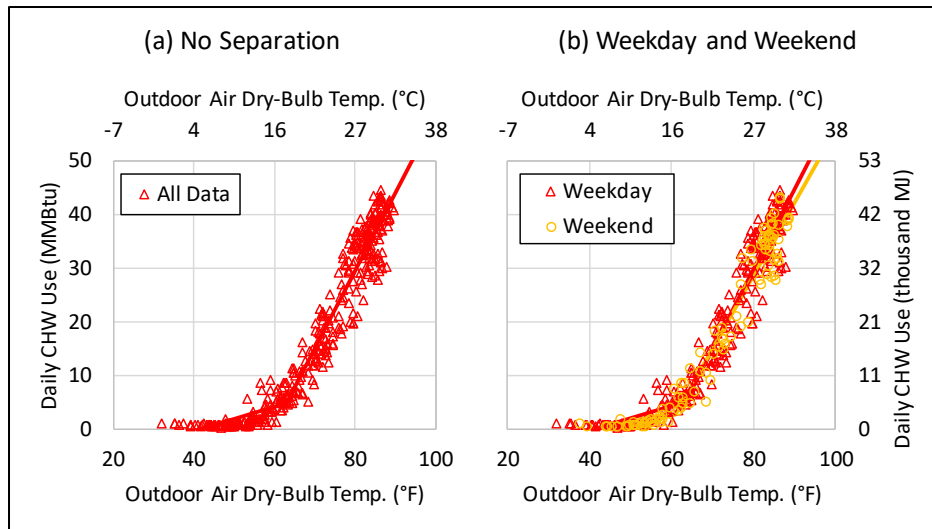 (a) No Separation
Outdoor Air Dry-Bulb Temp. (°C)
-7 4 16 27 38
50
40
30
20
10
0
Daily CHW Use (MMBtu)
All Data
20 40 60 80 100
Outdoor Air Dry-Bulb Temp. (°F)
(b) Weekday and Weekend
Outdoor Air Dry-Bulb Temp. (°C)
-7 4 16 27 38
Weekday
Weekend
53
42
32
21
11
0
Daily CHW Use (thousand MJ)
20 40 60 80 100
Outdoor Air Dry-Bulb Temp. (°F)